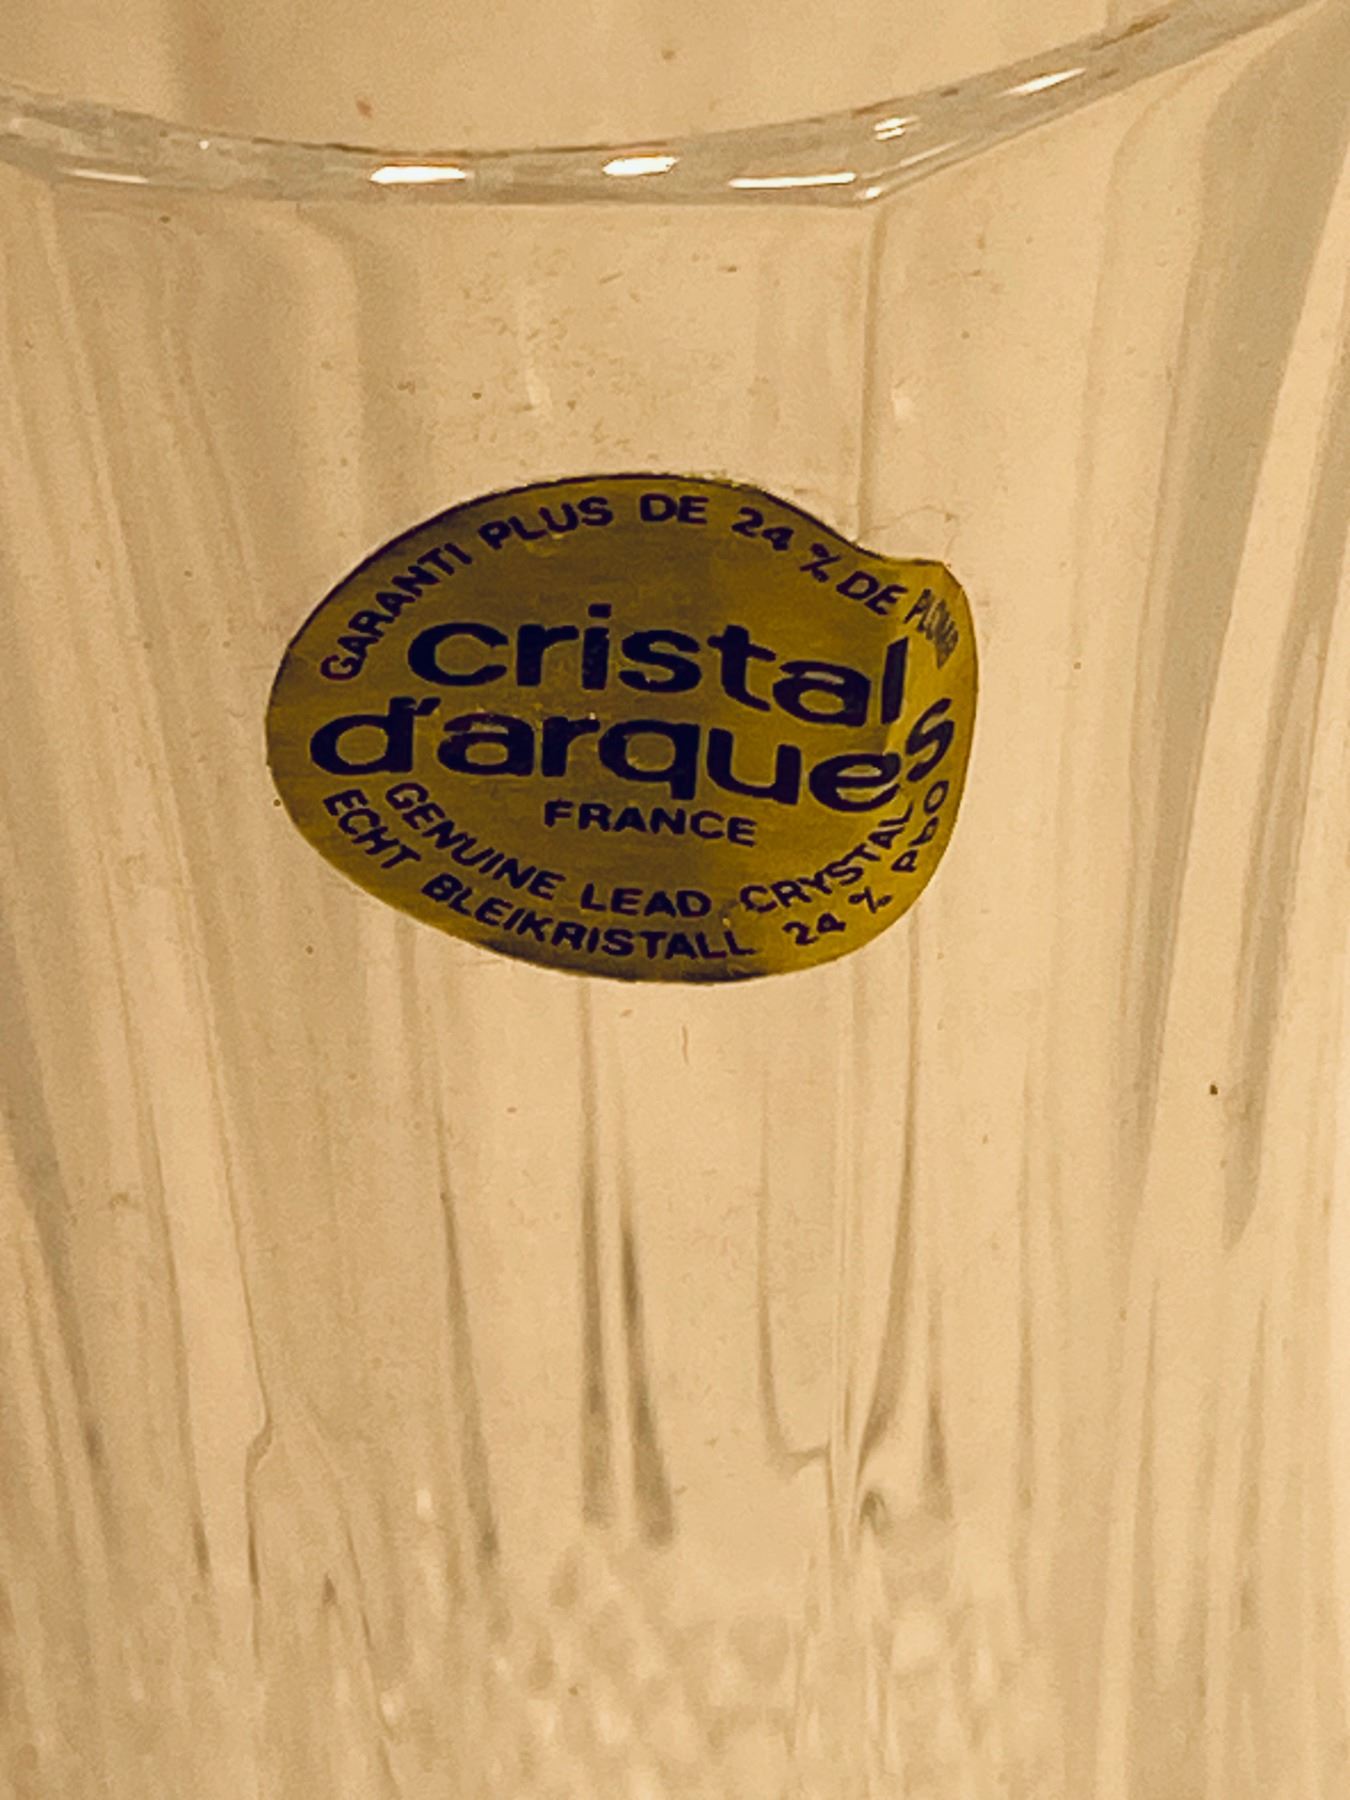 GARANTI PLUS DE 24 % DE PLOMB
cristal
d'arques
FRANCE
GENUINE LEAD CRYSTAL
ECHT BLEIKRISTALL 24 % PbO